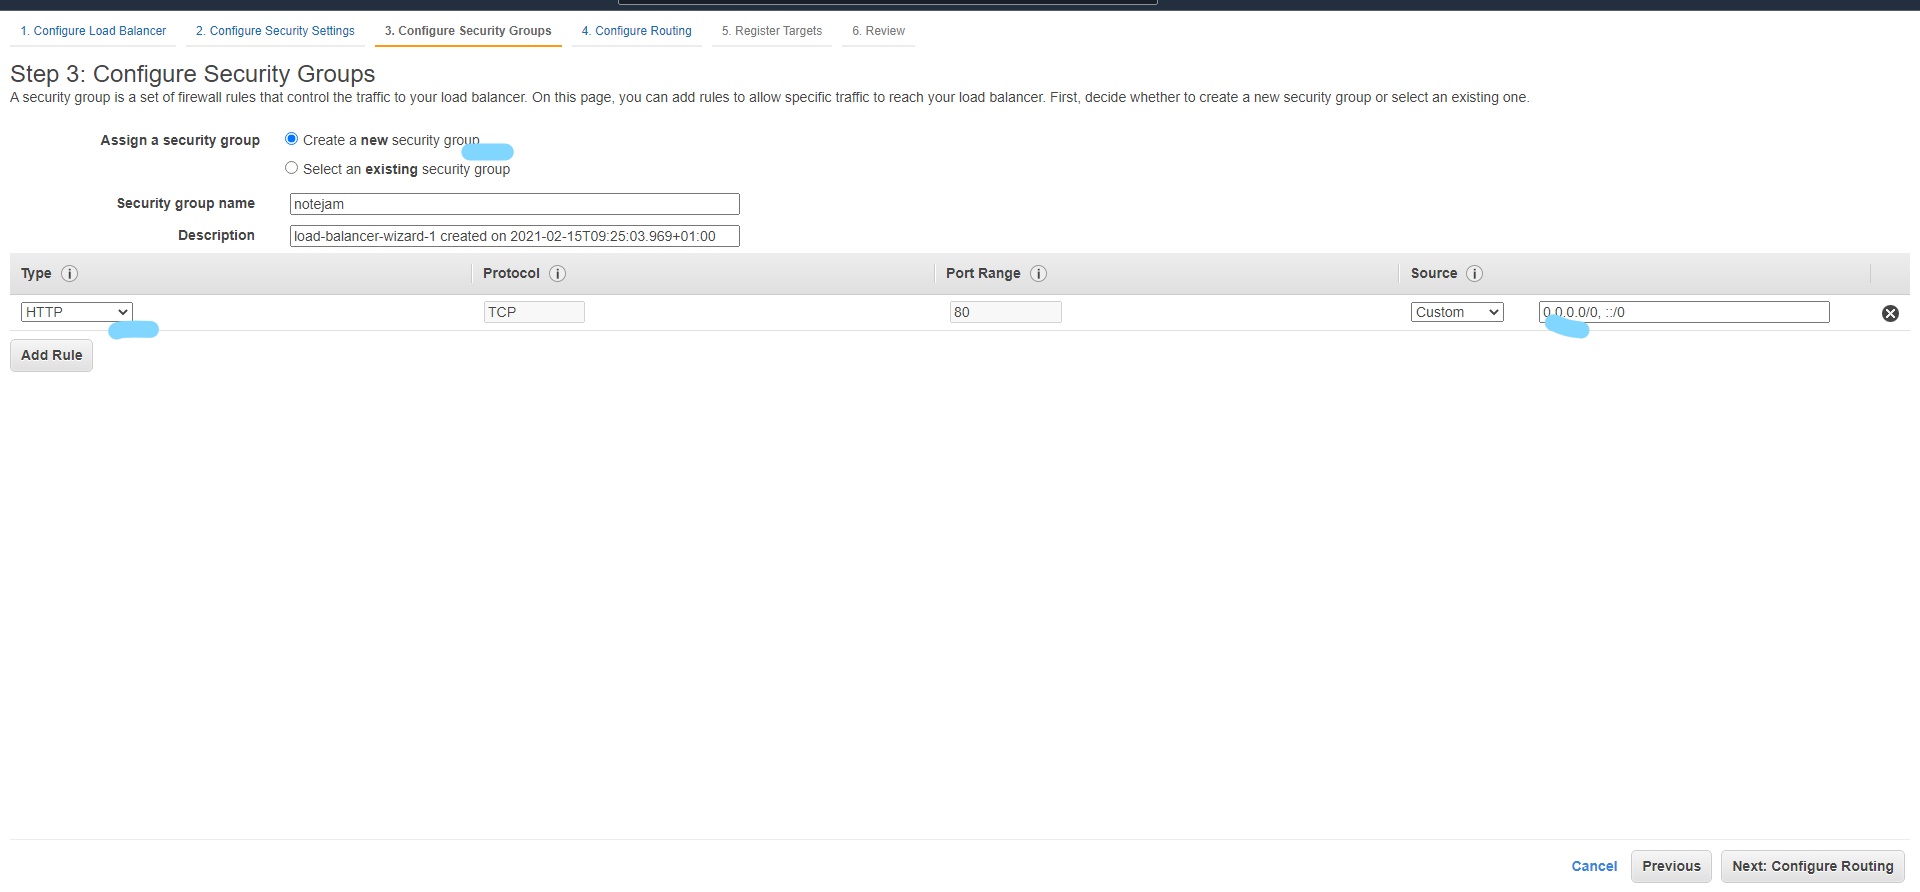 1. Configure Load Balancer 2. Configure Security Settings 3. Configure Security Groups 4. Configure Routing 5. Register Targets 6. Review
Step 3: Configure Security Groups
A security group is a set of firewall rules that control the traffic to your load balancer. On this page, you can add rules to allow specific traffic to reach your load balancer. First, decide whether to create a new security group or select an existing one.
Assign a security group Create a new security group
Select an existing security group
Security group name notejam
Description load-balancer-wizard-1 created on 2021-02-15T09:25:03.969+01:00
Type i Protocol i Port Range i Source i
HTTP TCP 80 Custom 0.0.0.0/0, ::/0
Add Rule
Cancel Previous Next: Configure Routing